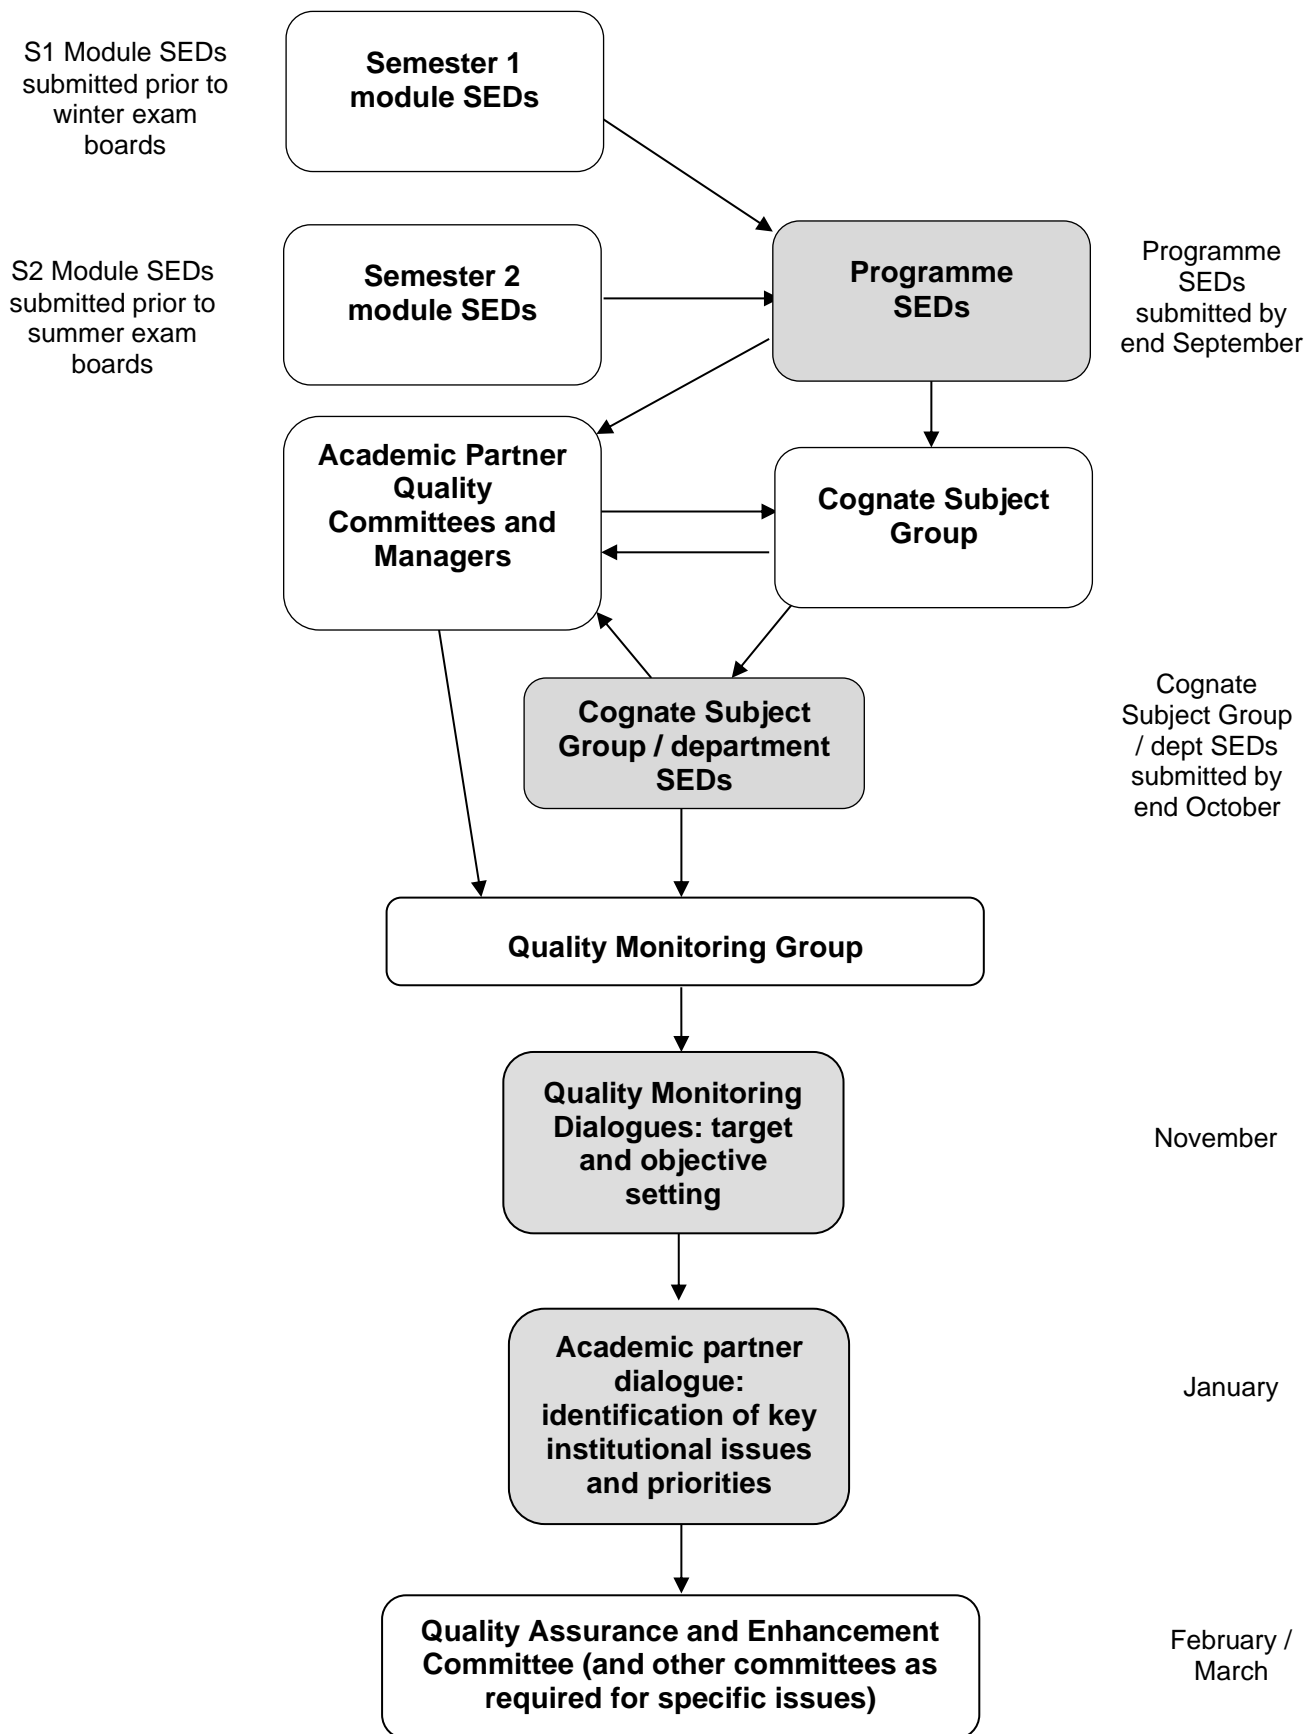 S1 Module SEDs
submitted prior to
winter exam
boards
Semester 1
module SEDs
S2 Module SEDs
submitted prior to
summer exam
boards
Semester 2
module SEDs
Programme
SEDs
Programme
SEDs
submitted by
end September
Academic Partner
Quality
Committees and
Managers
Cognate Subject
Group
Cognate Subject
Group / department
SEDs
Cognate
Subject Group
/ dept SEDs
submitted by
end October
Quality Monitoring Group
Quality Monitoring
Dialogues: target
and objective
setting
November
Academic partner
dialogue:
identification of key
institutional issues
and priorities
January
Quality Assurance and Enhancement
Committee (and other committees as
required for specific issues)
February /
March